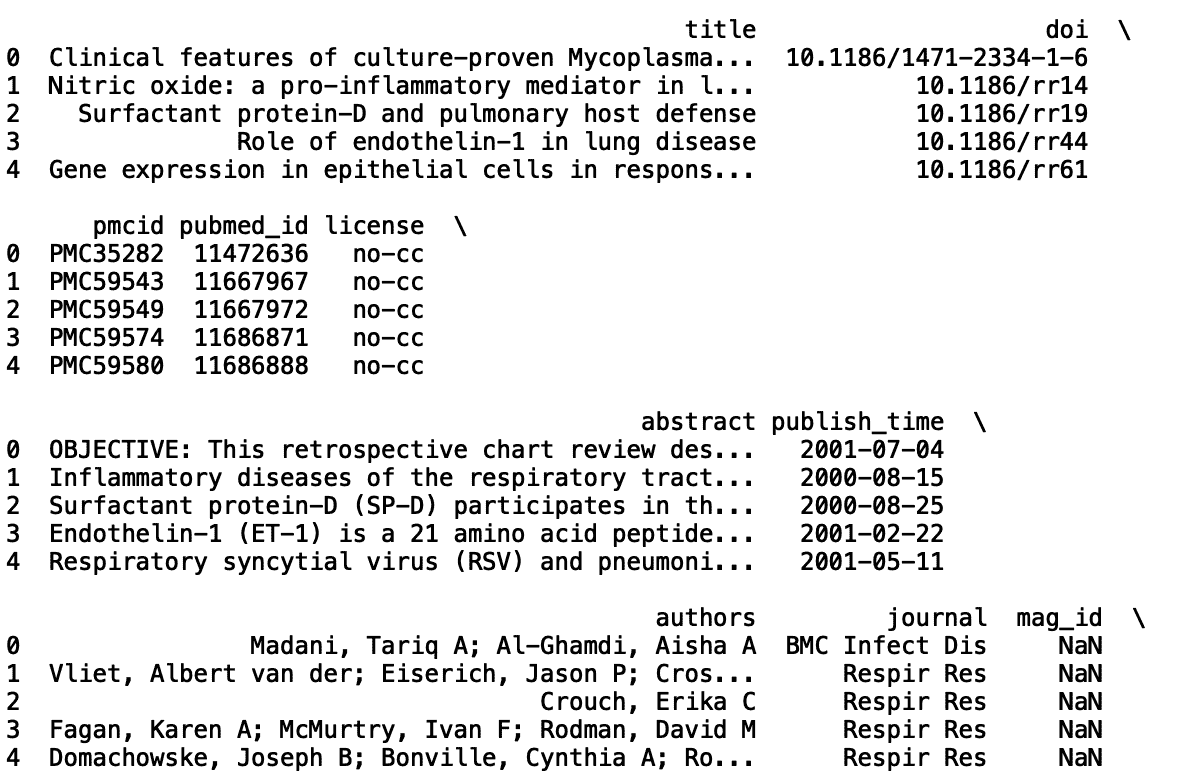 title doi \
0 Clinical features of culture-proven Mycoplasma... 10.1186/1471-2334-1-6
1 Nitric oxide: a pro-inflammatory mediator in l... 10.1186/rr14
2 Surfactant protein-D and pulmonary host defense 10.1186/rr19
3 Role of endothelin-1 in lung disease 10.1186/rr44
4 Gene expression in epithelial cells in respons... 10.1186/rr61
pmcid pubmed_id license \
0 PMC35282 11472636 no-cc
1 PMC59543 11667967 no-cc
2 PMC59549 11667972 no-cc
3 PMC59574 11686871 no-cc
4 PMC59580 11686888 no-cc
abstract publish_time \
0 OBJECTIVE: This retrospective chart review des... 2001-07-04
1 Inflammatory diseases of the respiratory tract... 2000-08-15
2 Surfactant protein-D (SP-D) participates in th... 2000-08-25
3 Endothelin-1 (ET-1) is a 21 amino acid peptide... 2001-02-22
4 Respiratory syncytial virus (RSV) and pneumoni... 2001-05-11
authors journal mag_id \
0 Madani, Tariq A; Al-Ghamdi, Aisha A BMC Infect Dis NaN
1 Vliet, Albert van der; Eiserich, Jason P; Cros... Respir Res NaN
2 Crouch, Erika C Respir Res NaN
3 Fagan, Karen A; McMurtry, Ivan F; Rodman, David M Respir Res NaN
4 Domachowske, Joseph B; Bonville, Cynthia A; Ro... Respir Res NaN